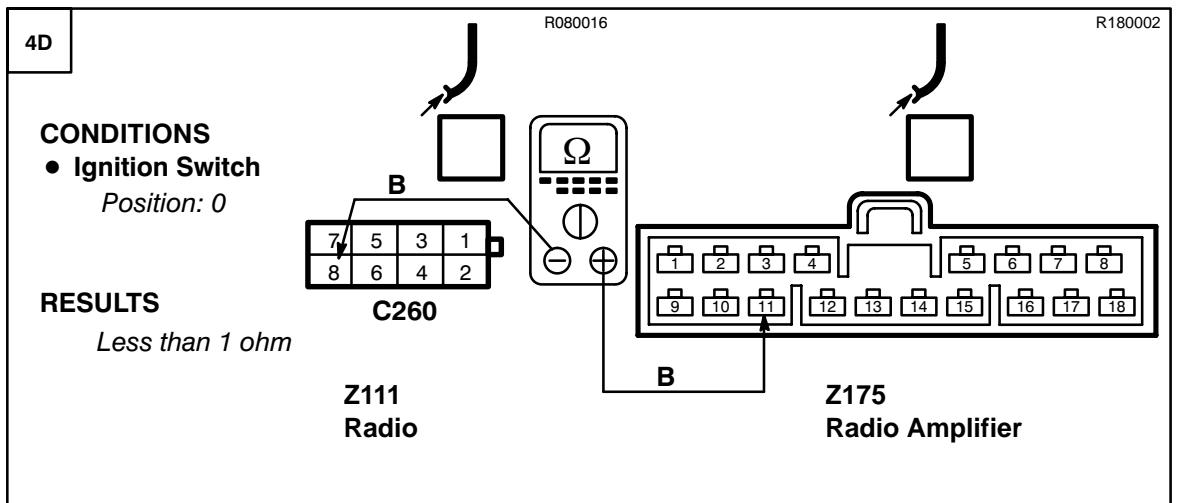 4D
R080016
R180002
CONDITIONS
● Ignition Switch
Position: 0
RESULTS
Less than 1 ohm
B
Ω
− +
7 5 3 1
8 6 4 2
C260
Z111
Radio
1 2 3 4 5 6 7 8
9 10 11 12 13 14 15 16 17 18
B
Z175
Radio Amplifier